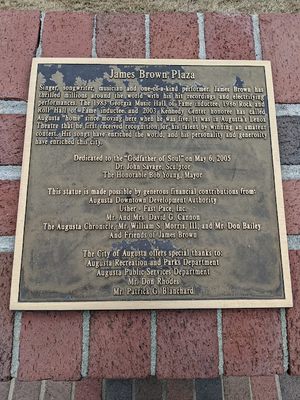 James Brown Plaza
Singer, songwriter, musician and one-of-a-kind performer James Brown has
thrilled millions around the world with his hit recordings and electrifying
performances. The 1983 Georgia Music Hall of Fame inductee, 1986 Rock and
Roll Hall of Fame inductee and 2003 Kennedy Center honoree has called
Augusta "home" since moving here when he was five. It was in Augusta's Lenox
Theatre that he first received recognition for his talent by winning an amateur
contest. His songs have enriched the world, and his personality and generosity
have enriched this city.
Dedicated to the "Godfather of Soul" on May 6, 2005
Dr. John Savage, Sculptor
The Honorable Bob Young, Mayor
This statue is made possible by generous financial contributions from:
Augusta Downtown Development Authority
Usher - Fast Pace, Inc.
Mr. And Mrs. David G. Cannon
The Augusta Chronicle, Mr. William S. Morris, III, and Mr. Don Bailey
And Friends of James Brown
The City of Augusta offers special thanks to:
Augusta Recreation and Parks Department
Augusta Public Services Department
Mr. Don Rhodes
Mr. Patrick G. Blanchard